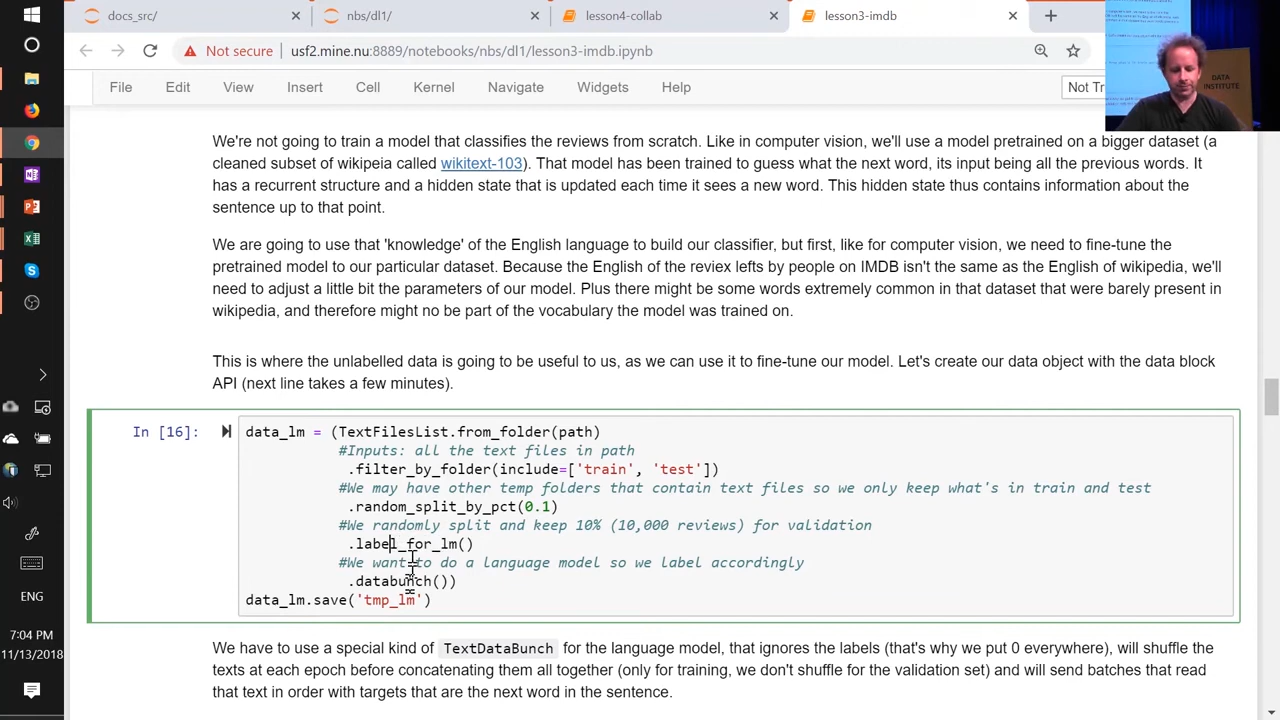 docs_src/
nbs/dl1/
lesson4-collab
lesson3-imdb
Not secure usf2.mine.nu:8889/notebooks/nbs/dl1/lesson3-imdb.ipynb
File Edit View Insert Cell Kernel Navigate Widgets Help
Not
DATA
INSTITUTE
We're not going to train a model that classifies the reviews from scratch. Like in computer vision, we'll use a model pretrained on a bigger dataset (a
cleaned subset of wikipeia called wikitext-103). That model has been trained to guess what the next word, its input being all the previous words. It
has a recurrent structure and a hidden state that is updated each time it sees a new word. This hidden state thus contains information about the
sentence up to that point.
We are going to use that 'knowledge' of the English language to build our classifier, but first, like for computer vision, we need to fine-tune the
pretrained model to our particular dataset. Because the English of the reviex lefts by people on IMDB isn't the same as the English of wikipedia, we'll
need to adjust a little bit the parameters of our model. Plus there might be some words extremely common in that dataset that were barely present in
wikipedia, and therefore might no be part of the vocabulary the model was trained on.
This is where the unlabelled data is going to be useful to us, as we can use it to fine-tune our model. Let's create our data object with the data block
API (next line takes a few minutes).
In [16]: data_lm = (TextFilesList.from_folder(path)
#Inputs: all the text files in path
.filter_by_folder(include=['train', 'test'])
#We may have other temp folders that contain text files so we only keep what's in train and test
.random_split_by_pct(0.1)
#We randomly split and keep 10% (10,000 reviews) for validation
.label_for_lm()
#We want to do a language model so we label accordingly
.databunch())
data_lm.save('tmp_lm')
We have to use a special kind of TextDataBunch for the language model, that ignores the labels (that's why we put 0 everywhere), will shuffle the
texts at each epoch before concatenating them all together (only for training, we don't shuffle for the validation set) and will send batches that read
that text in order with targets that are the next word in the sentence.
ENG
7:04 PM
11/13/2018